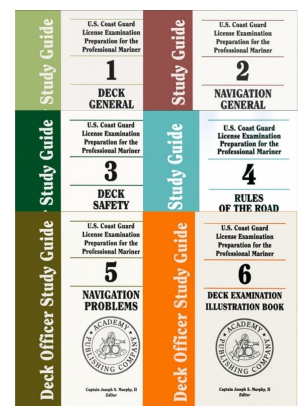 Study Guide
U.S. Coast Guard
License Examination
Preparation for the
Professional Mariner
1
DECK
GENERAL
Study Guide
U.S. Coast Guard
License Examination
Preparation for the
Professional Mariner
2
NAVIGATION
GENERAL
Study Guide
U.S. Coast Guard
License Examination
Preparation for the
Professional Mariner
3
DECK
SAFETY
Study Guide
U.S. Coast Guard
License Examination
Preparation for the
Professional Mariner
4
RULES
OF THE ROAD
Deck Officer Study Guide
U.S. Coast Guard
License Examination
Preparation for the
Professional Mariner
5
NAVIGATION
PROBLEMS
ACADEMY
PUBLISHING COMPANY
Captain Joseph S. Murphy, II
Editor
Deck Officer Study Guide
U.S. Coast Guard
License Examination
Preparation for the
Professional Mariner
6
DECK EXAMINATION
ILLUSTRATION BOOK
ACADEMY
PUBLISHING COMPANY
Captain Joseph S. Murphy, II
Editor